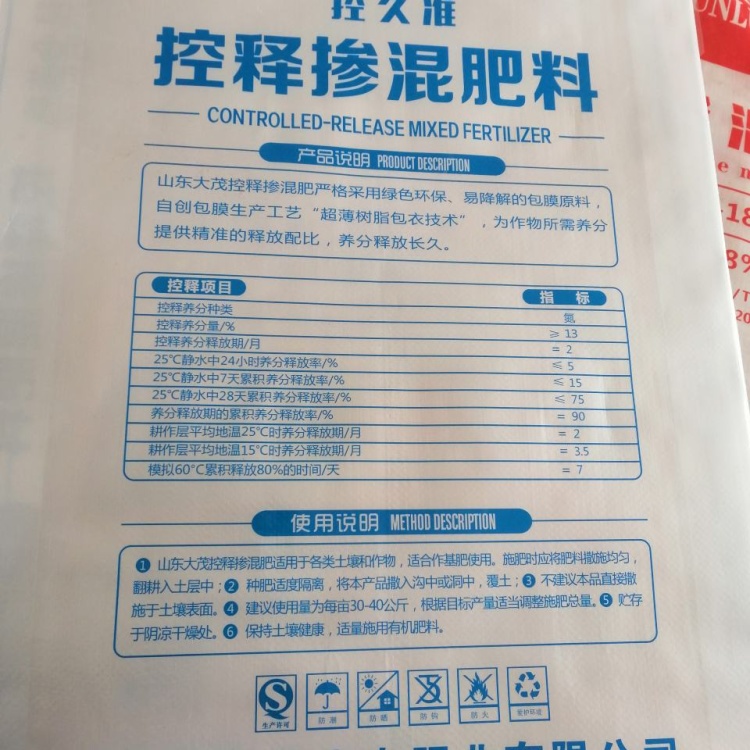 控久准
控释掺混肥料
CONTROLLED-RELEASE MIXED FERTILIZER
产品说明 PRODUCT DESCRIPTION
山东大茂控释掺混肥严格采用绿色环保、易降解的包膜原料，
自创包膜生产工艺“超薄树脂包衣技术”，为作物所需养分
提供精准的释放配比，养分释放长久。
控释项目 指 标
控释养分种类 氮
控释养分量/% ≥ 13
控释养分释放期/月 = 2
25℃静水中24小时养分释放率/% ≤ 5
25℃静水中7天累积养分释放率/% ≤ 15
25℃静水中28天累积养分释放率/% ≤ 75
养分释放期的累积养分释放率/% = 90
耕作层平均地温25℃时养分释放期/月 = 2
耕作层平均地温15℃时养分释放期/月 = 3.5
模拟60°C累积释放80%的时间/天 = 7
使用说明 METHOD DESCRIPTION
❶ 山东大茂控释掺混肥适用于各类土壤和作物，适合作基肥使用。施肥时应将肥料撒施均匀，
翻耕入土层中；❷ 种肥适度隔离，将本产品撒入沟中或洞中，覆土；❸ 不建议本品直接撒
施于土壤表面。❹ 建议使用量为每亩30-40公斤，根据目标产量适当调整施肥总量。❺ 贮存
于阴凉干燥处。❻ 保持土壤健康，适量施用有机肥料。
生产许可 防潮 防晒 防钩 防火 爱护环境
UNL
-18
8%
/T
20